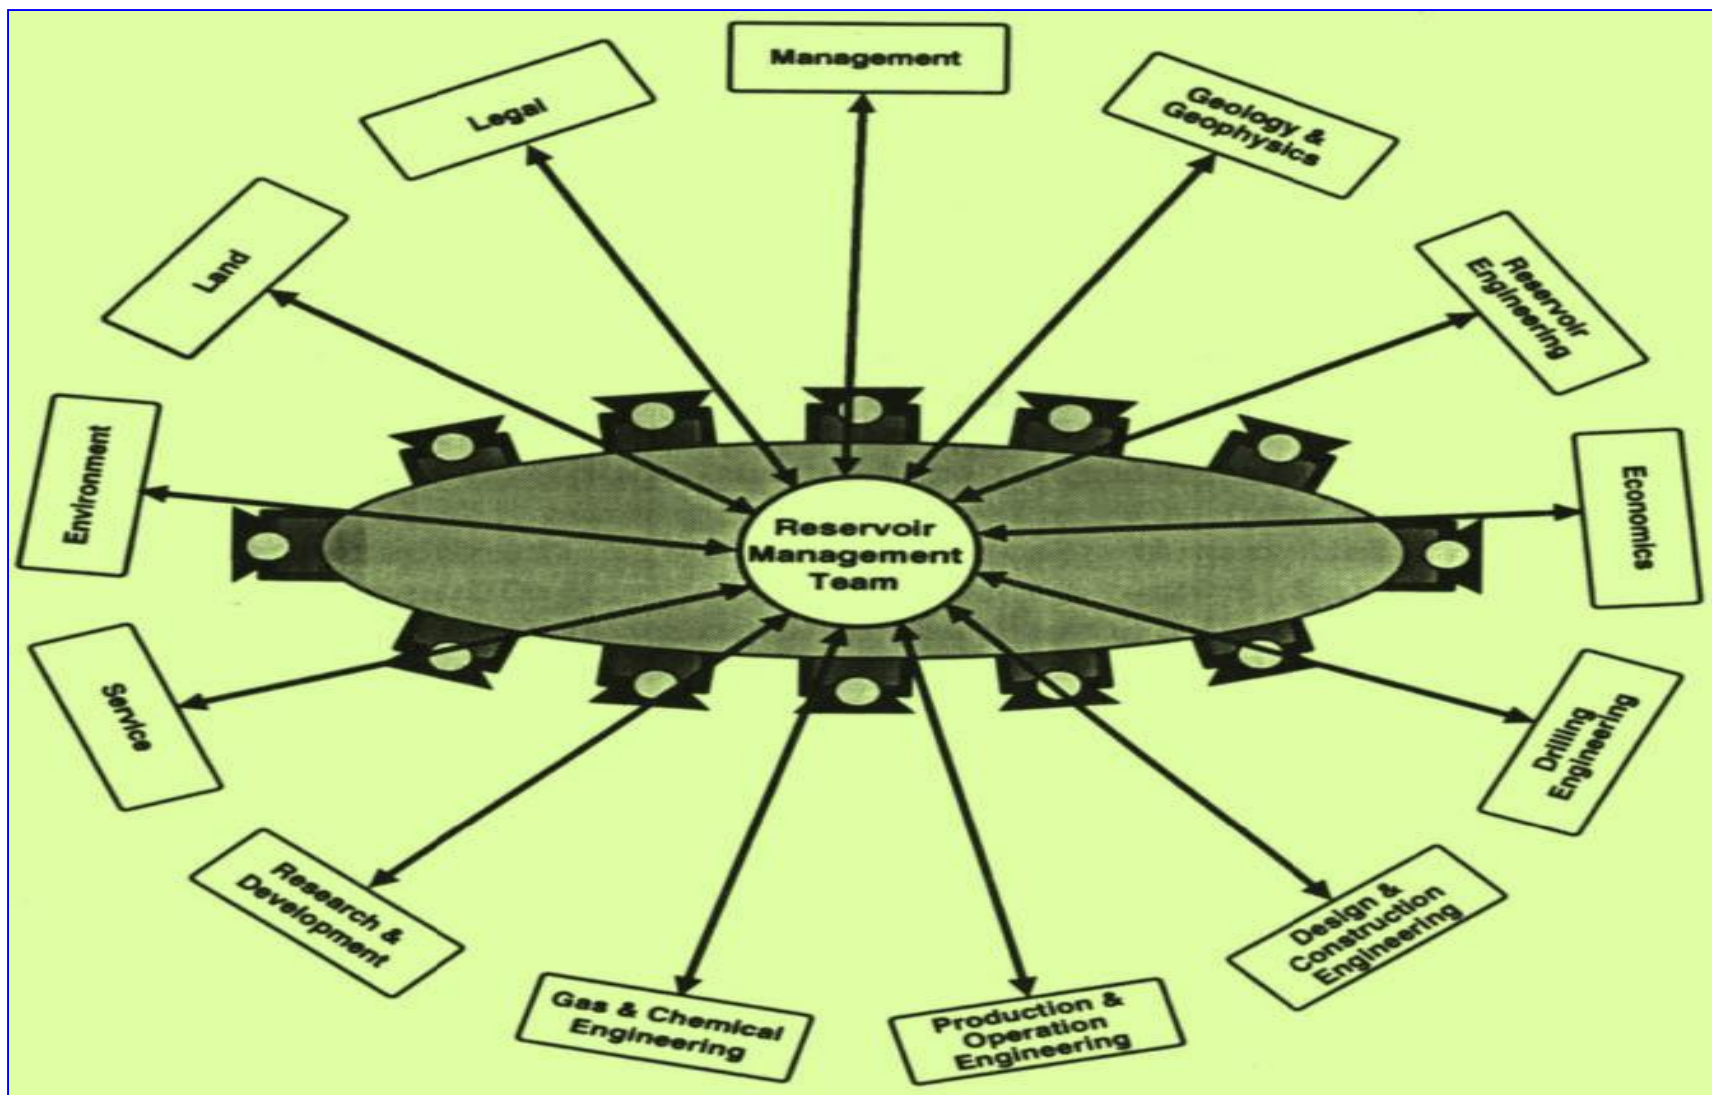 Management
Geology &
Geophysics
Reservoir
Engineering
Economics
Drilling
Engineering
Design &
Construction
Engineering
Production &
Operation
Engineering
Gas & Chemical
Engineering
Research &
Development
Service
Environment
Land
Legal
Reservoir
Management
Team